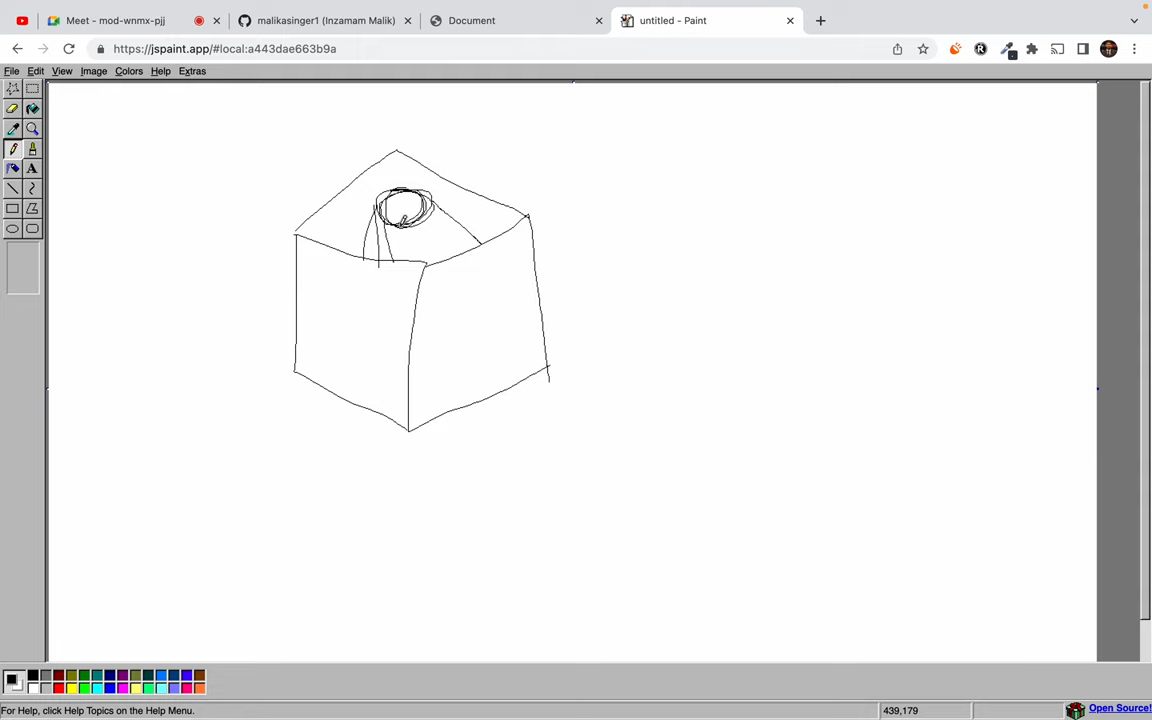 Meet - mod-wnmx-pjj
malikasinger1 (Inzamam Malik)
Document
untitled - Paint
https://jspaint.app/#local:a443dae663b9a
File Edit View Image Colors Help Extras
A
For Help, click Help Topics on the Help Menu.
439,179
Open Source!